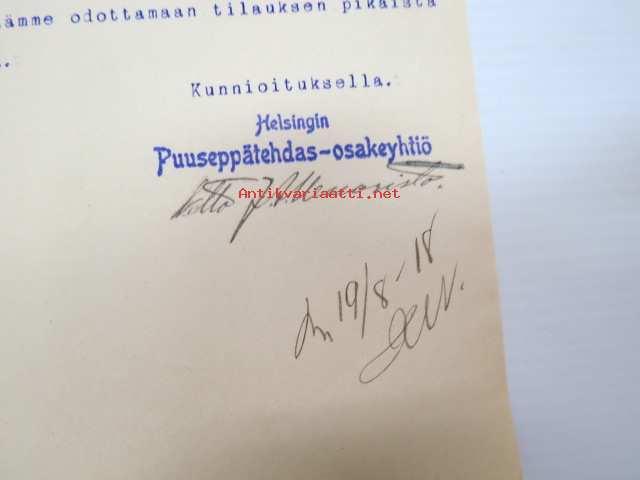 ämme odottamaan tilauksen pikaista
.
Kunnioituksella.
Helsingin
Puuseppätehdas-osakeyhtiö
Antikvariaatti.net
19/8-18